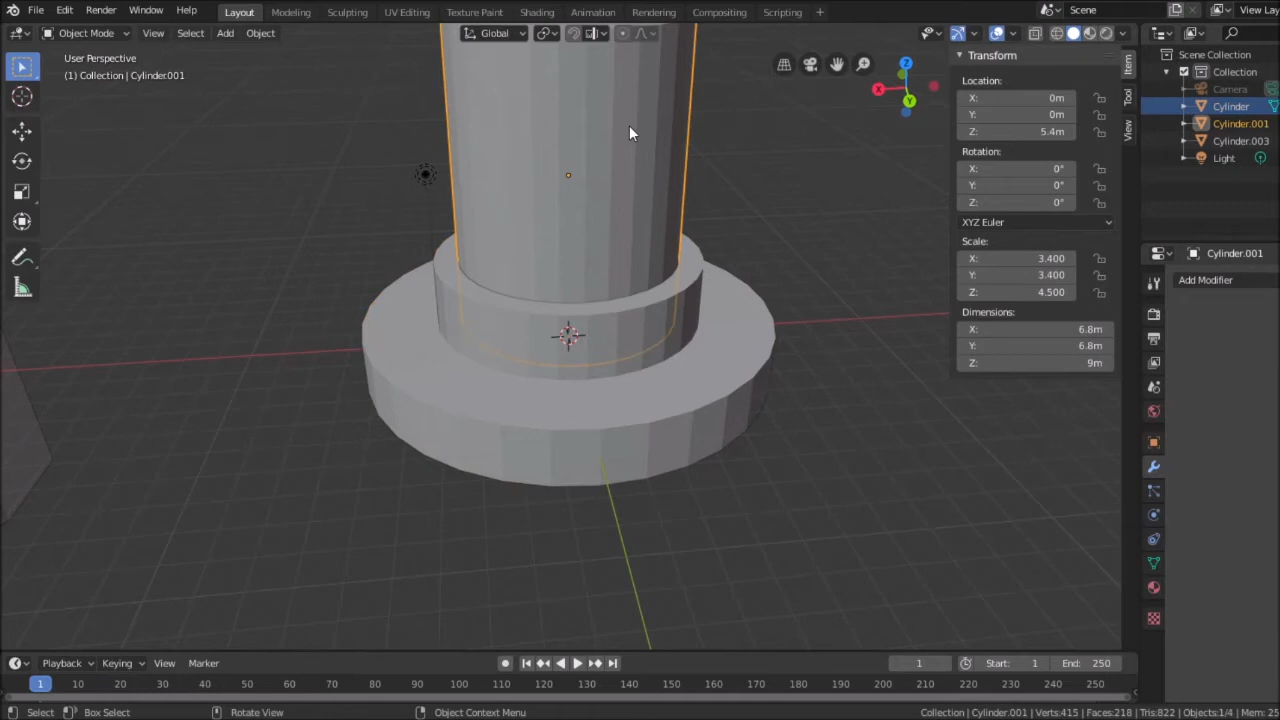 File Edit Render Window Help Layout Modeling Sculpting UV Editing Texture Paint Shading Animation Rendering Compositing Scripting + Scene View Lay
Object Mode View Select Add Object Global
User Perspective
(1) Collection | Cylinder.001
X
Y
Z
Transform
Location:
X: 0m
Y: 0m
Z: 5.4m
Rotation:
X: 0°
Y: 0°
Z: 0°
XYZ Euler
Scale:
X: 3.400
Y: 3.400
Z: 4.500
Dimensions:
X: 6.8m
Y: 6.8m
Z: 9m
Item
Tool
View
Scene Collection
Collection
Camera
Cylinder
Cylinder.001
Cylinder.003
Light
Cylinder.001
Add Modifier
Playback Keying View Marker 1 Start: 1 End: 250
1 10 20 30 40 50 60 70 80 90 100 110 120 130 140 150 160 170 180 190 200 210 220 230 240 250
Select Box Select Rotate View Object Context Menu Collection | Cylinder.001 | Verts:415 | Faces:218 | Tris:822 | Objects:1/4 | Mem: 25